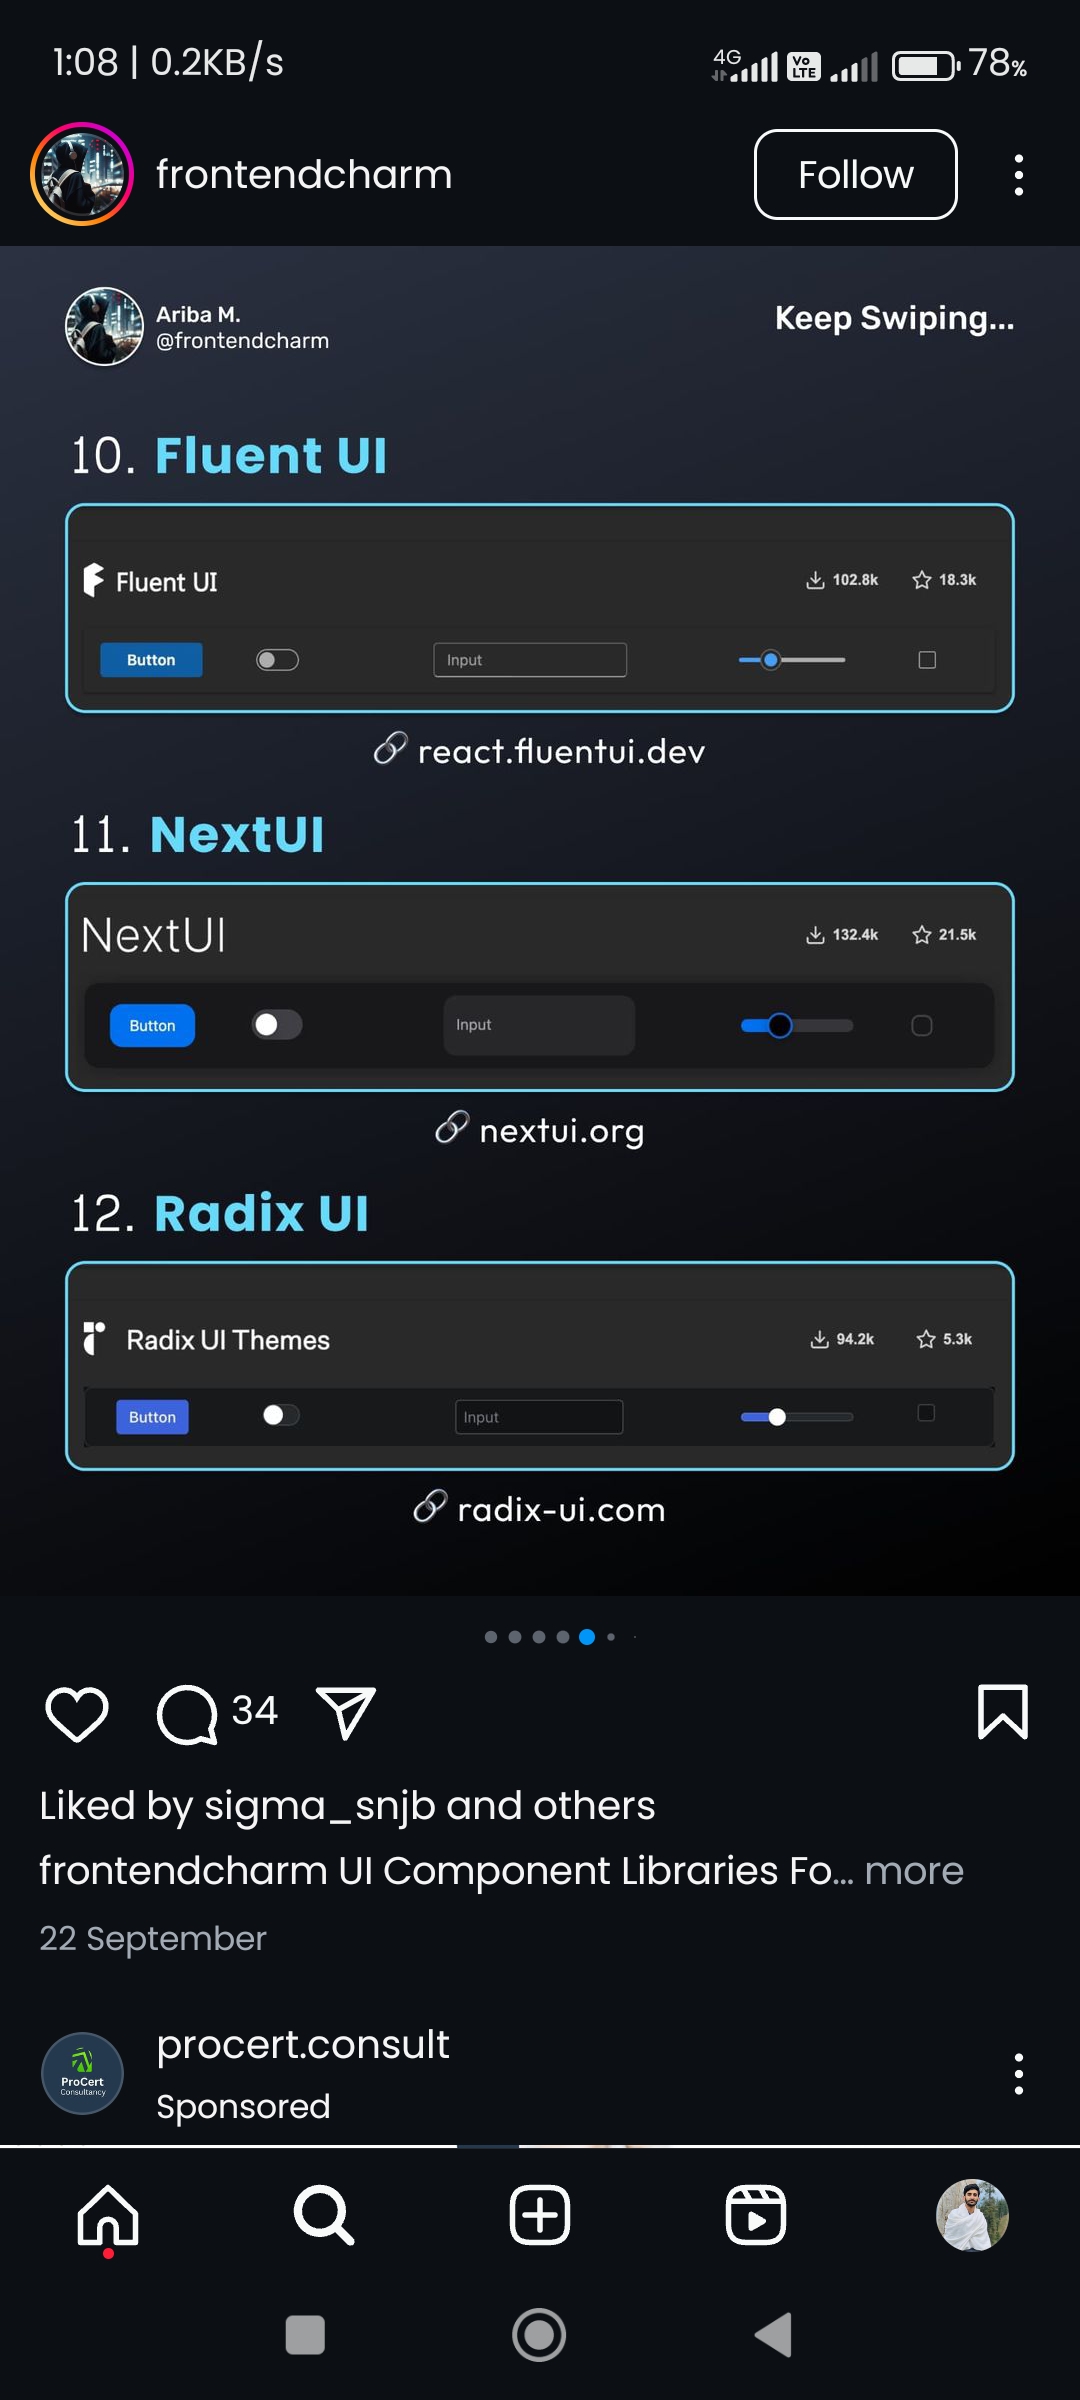 1:08 | 0.2KB/s 4G Vo LTE 78%
frontendcharm Follow
Ariba M.
@frontendcharm
Keep Swiping...
10. Fluent UI
Fluent UI 102.8k 18.3k
Button Input
react.fluentui.dev
11. NextUI
NextUI 132.4k 21.5k
Button Input
nextui.org
12. Radix UI
Radix UI Themes 94.2k 5.3k
Button Input
radix-ui.com
34
Liked by sigma_snjb and others
frontendcharm UI Component Libraries Fo... more
22 September
procert.consult
Sponsored
ProCert
Consultancy